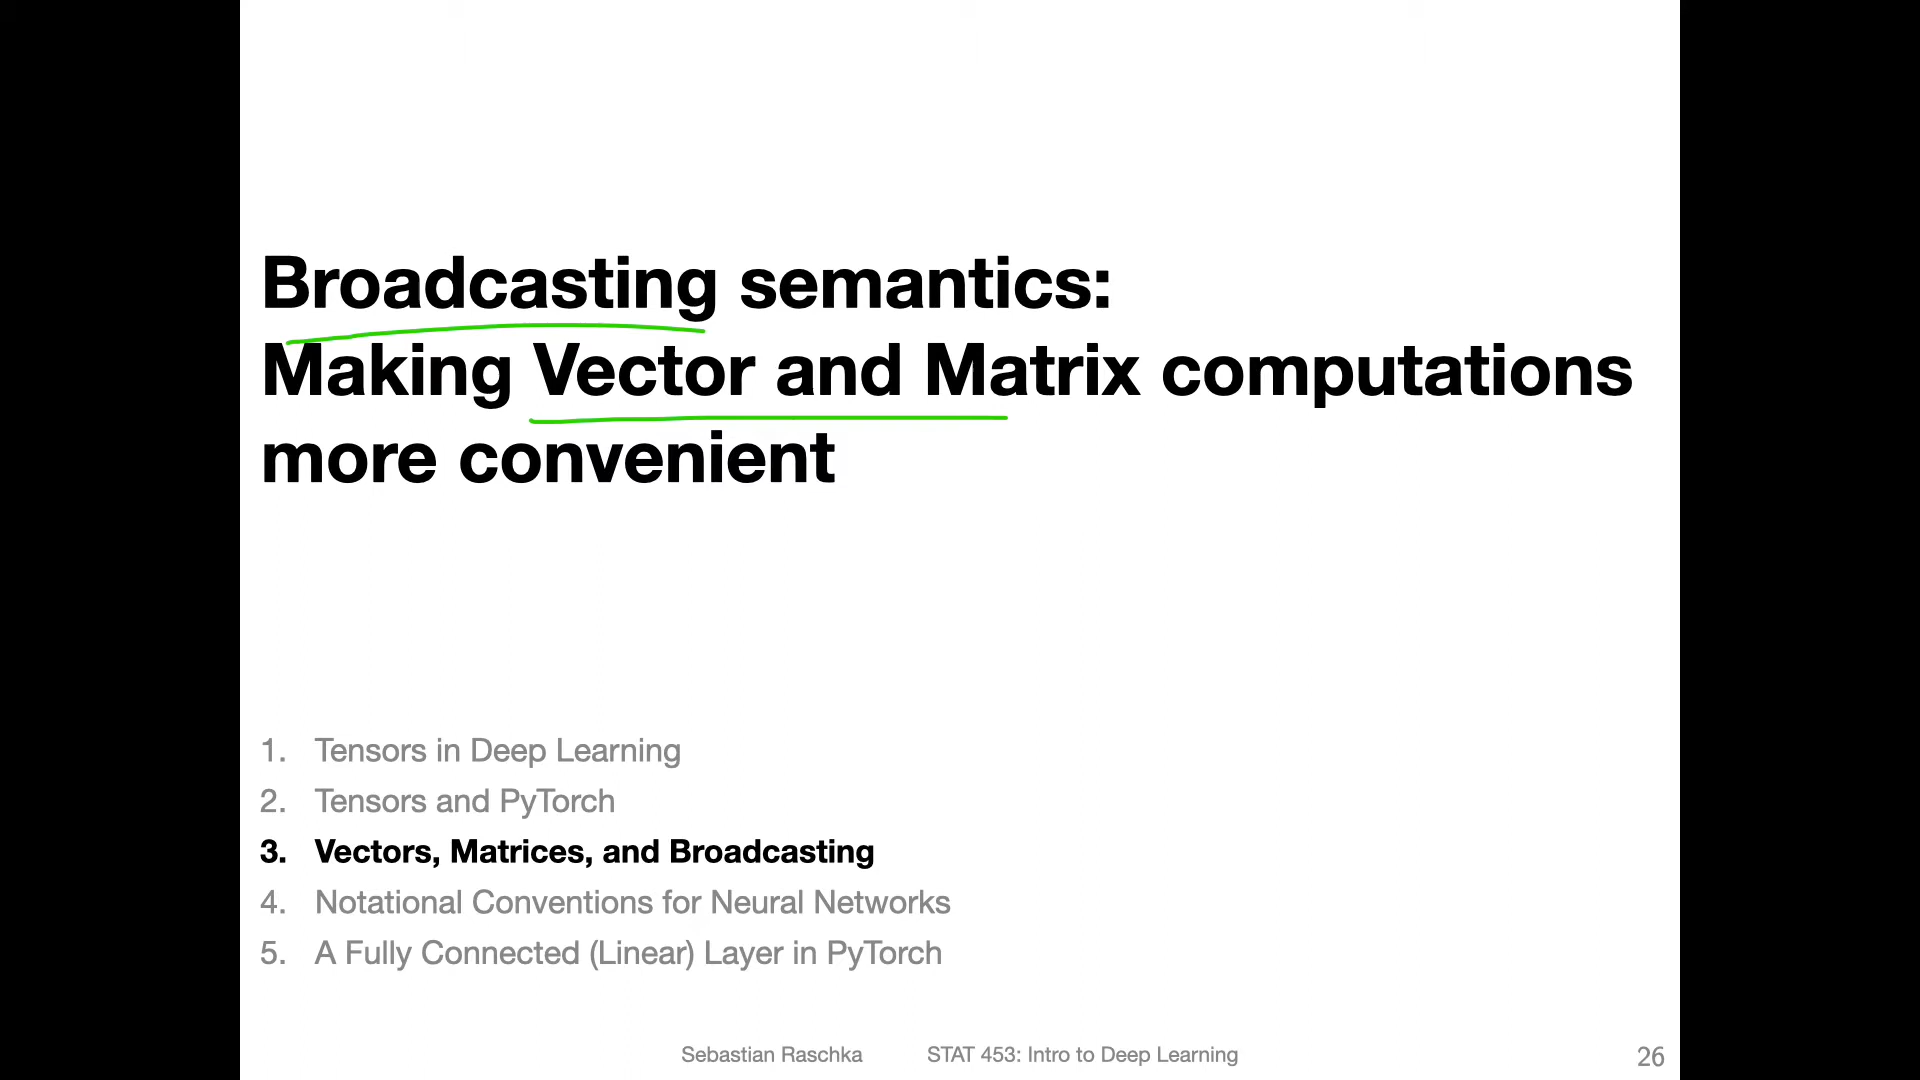 Broadcasting semantics:
Making Vector and Matrix computations
more convenient
1. Tensors in Deep Learning
2. Tensors and PyTorch
3. Vectors, Matrices, and Broadcasting
4. Notational Conventions for Neural Networks
5. A Fully Connected (Linear) Layer in PyTorch
Sebastian Raschka STAT 453: Intro to Deep Learning 26